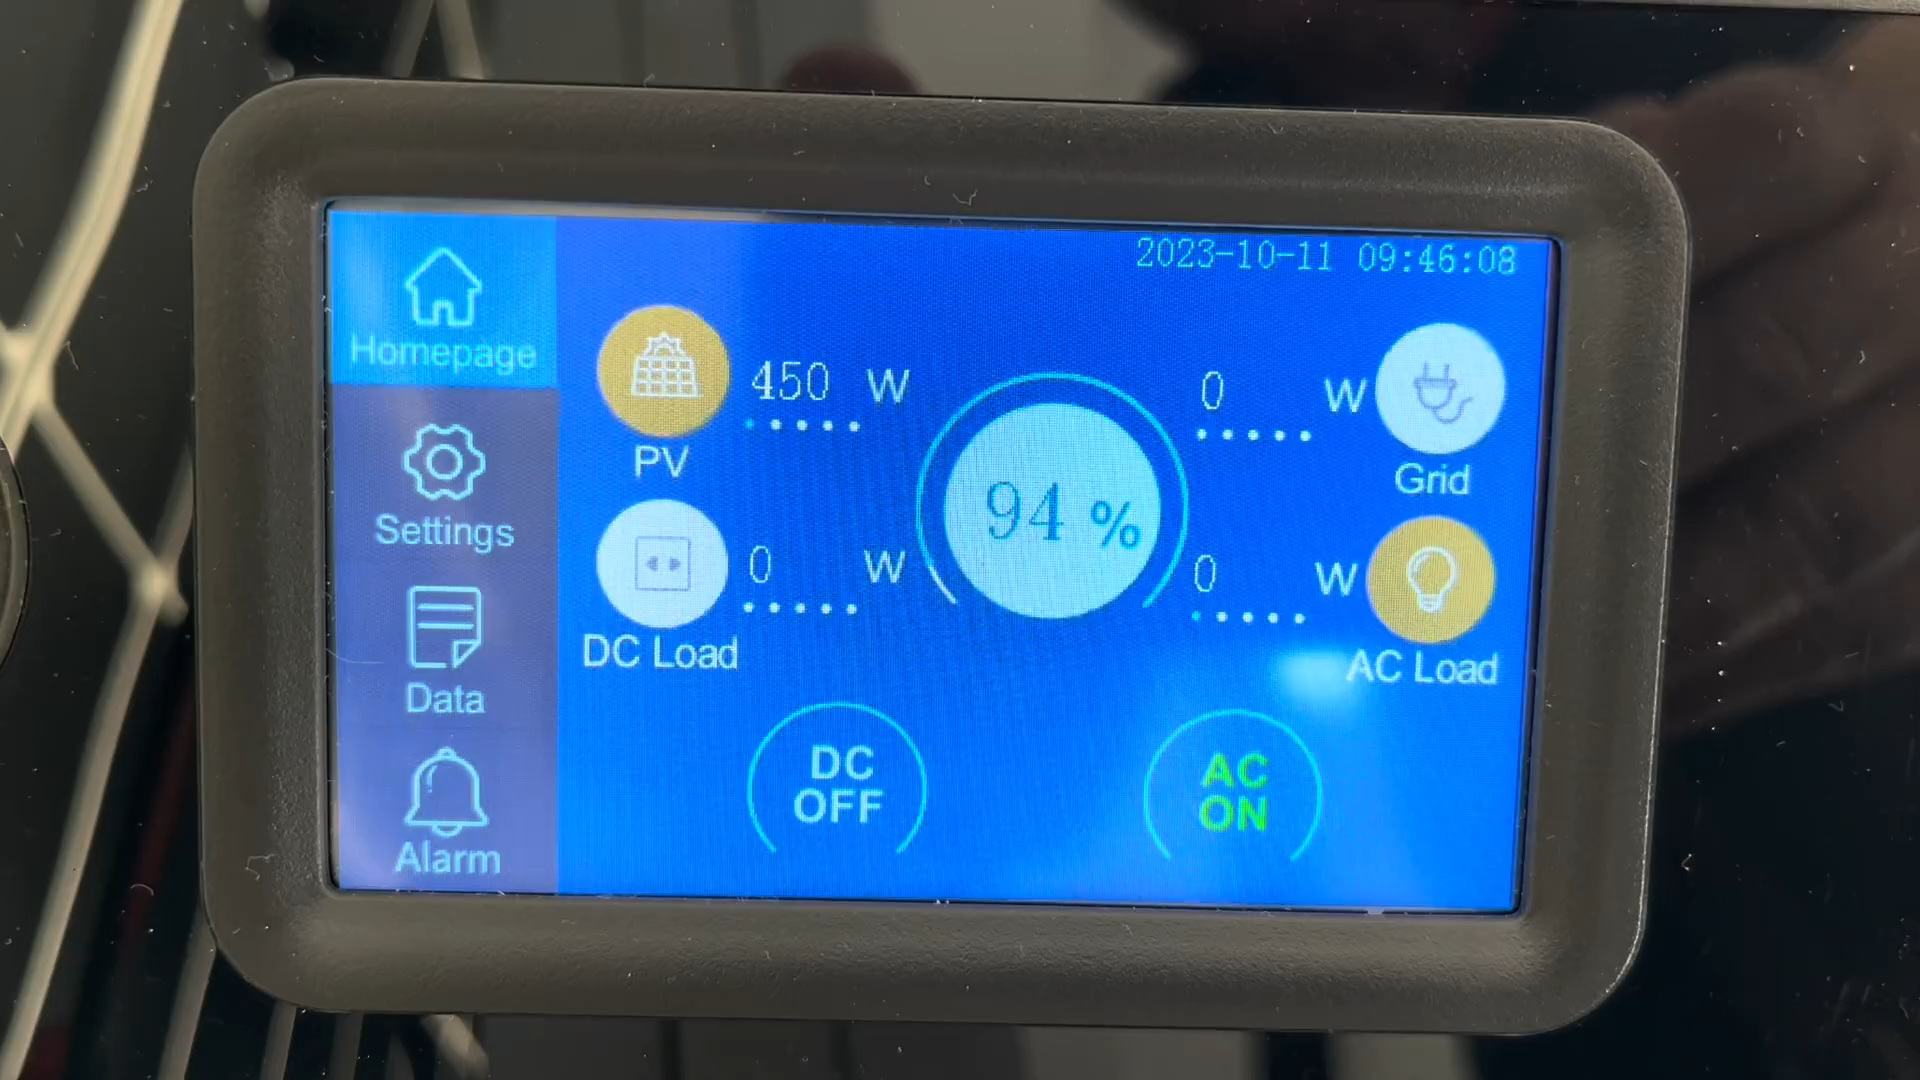 2023-10-11 09:46:08
Homepage
Settings
Data
Alarm
450 W
PV
0 W
Grid
94 %
0 W
DC Load
0 W
AC Load
DC
OFF
AC
ON